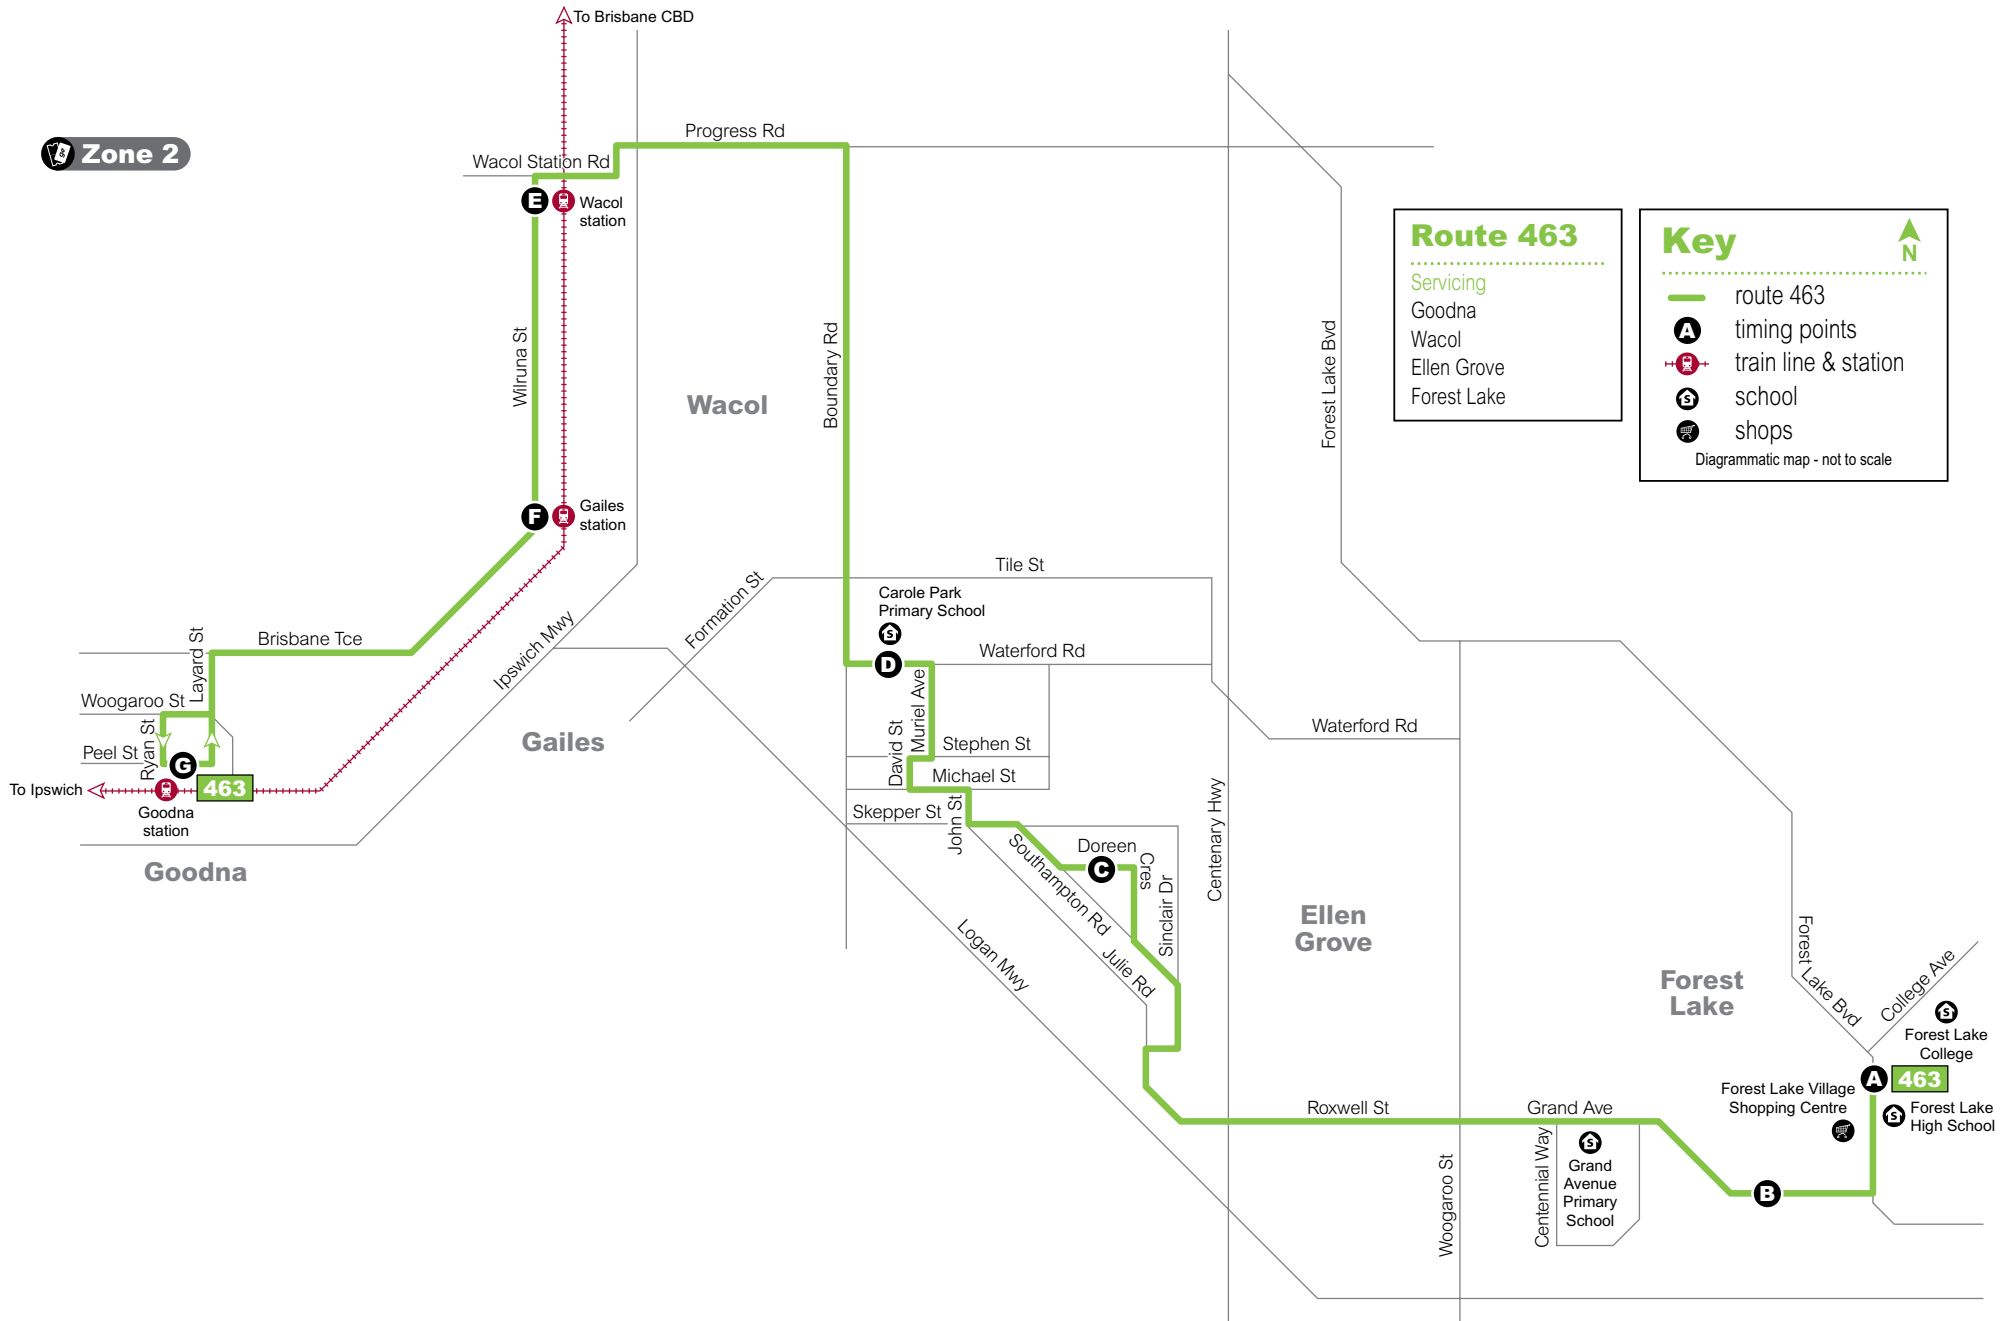 To Brisbane CBD
Zone 2
Progress Rd
Wacol Station Rd
E
Wacol
station
Route 463
Servicing
Goodna
Wacol
Ellen Grove
Forest Lake
Key
N
route 463
A
timing points
train line & station
S
school
shops
Diagrammatic map - not to scale
Wilruna St
Boundary Rd
Forest Lake Bvd
Wacol
F
Gailes
station
Tile St
Formation St
Carole Park
Primary School
S
D
Waterford Rd
Brisbane Tce
Layard St
Ipswich Mwy
Woogaroo St
Ryan St
Peel St
G
463
To Ipswich
Goodna
station
Goodna
Gailes
Muriel Ave
David St
Stephen St
Michael St
Waterford Rd
Skepper St
John St
Southampton Rd
Doreen
Cres
C
Sinclair Dr
Julie Rd
Logan Mwy
Centenary Hwy
Ellen
Grove
Forest
Lake
Forest Lake Bvd
College Ave
S
Forest Lake
College
A
463
Forest Lake Village
Shopping Centre
S
Forest Lake
High School
Roxwell St
Grand Ave
Woogaroo St
Centennial Way
S
Grand
Avenue
Primary
School
B